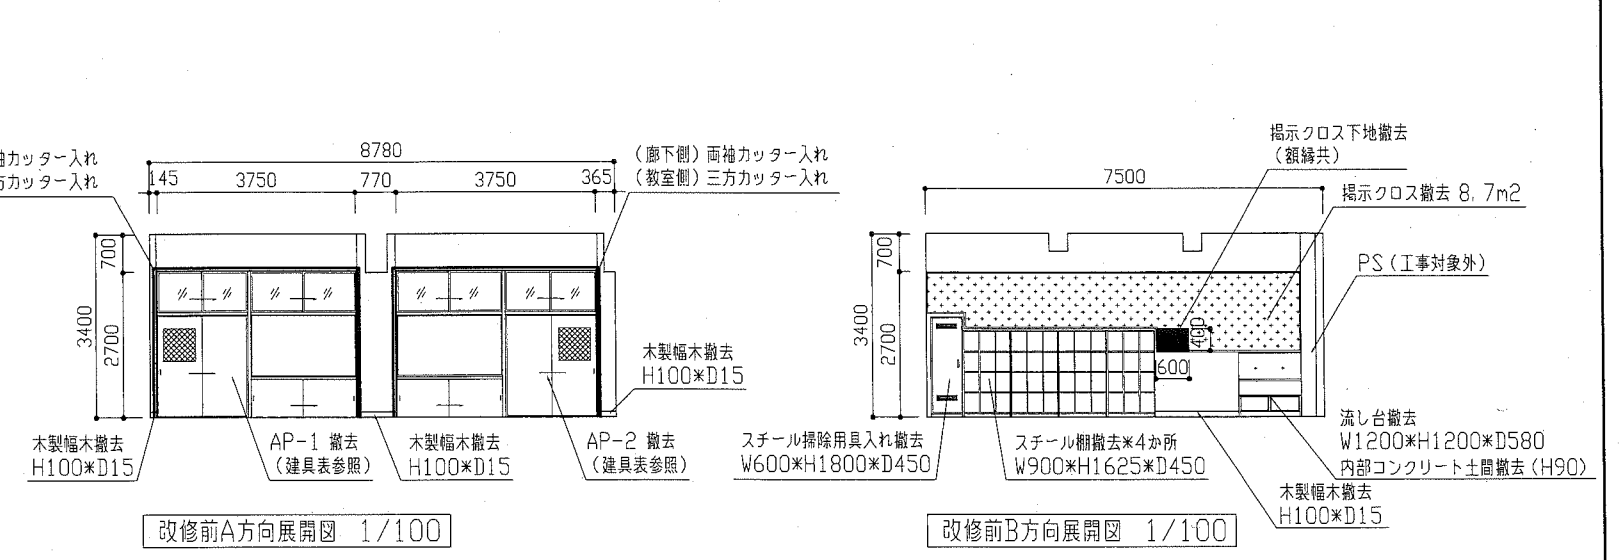 袖カッター入れ
方カッター入れ
8780
145
3750
770
3750
365
(廊下側)両袖カッター入れ
(教室側)三方カッター入れ
700
3400
2700
木製幅木撤去
H100*D15
木製幅木撤去
H100*D15
AP-1 撤去
(建具表参照)
木製幅木撤去
H100*D15
AP-2 撤去
(建具表参照)
改修前A方向展開図 1/100
掲示クロス下地撤去
(額縁共)
7500
掲示クロス撤去 8,7m2
PS(工事対象外)
700
3400
2700
400
600
スチール掃除用具入れ撤去
W600*H1800*D450
スチール棚撤去*4か所
W900*H1625*D450
流し台撤去
W1200*H1200*D580
内部コンクリート土間撤去(H90)
木製幅木撤去
H100*D15
改修前B方向展開図 1/100